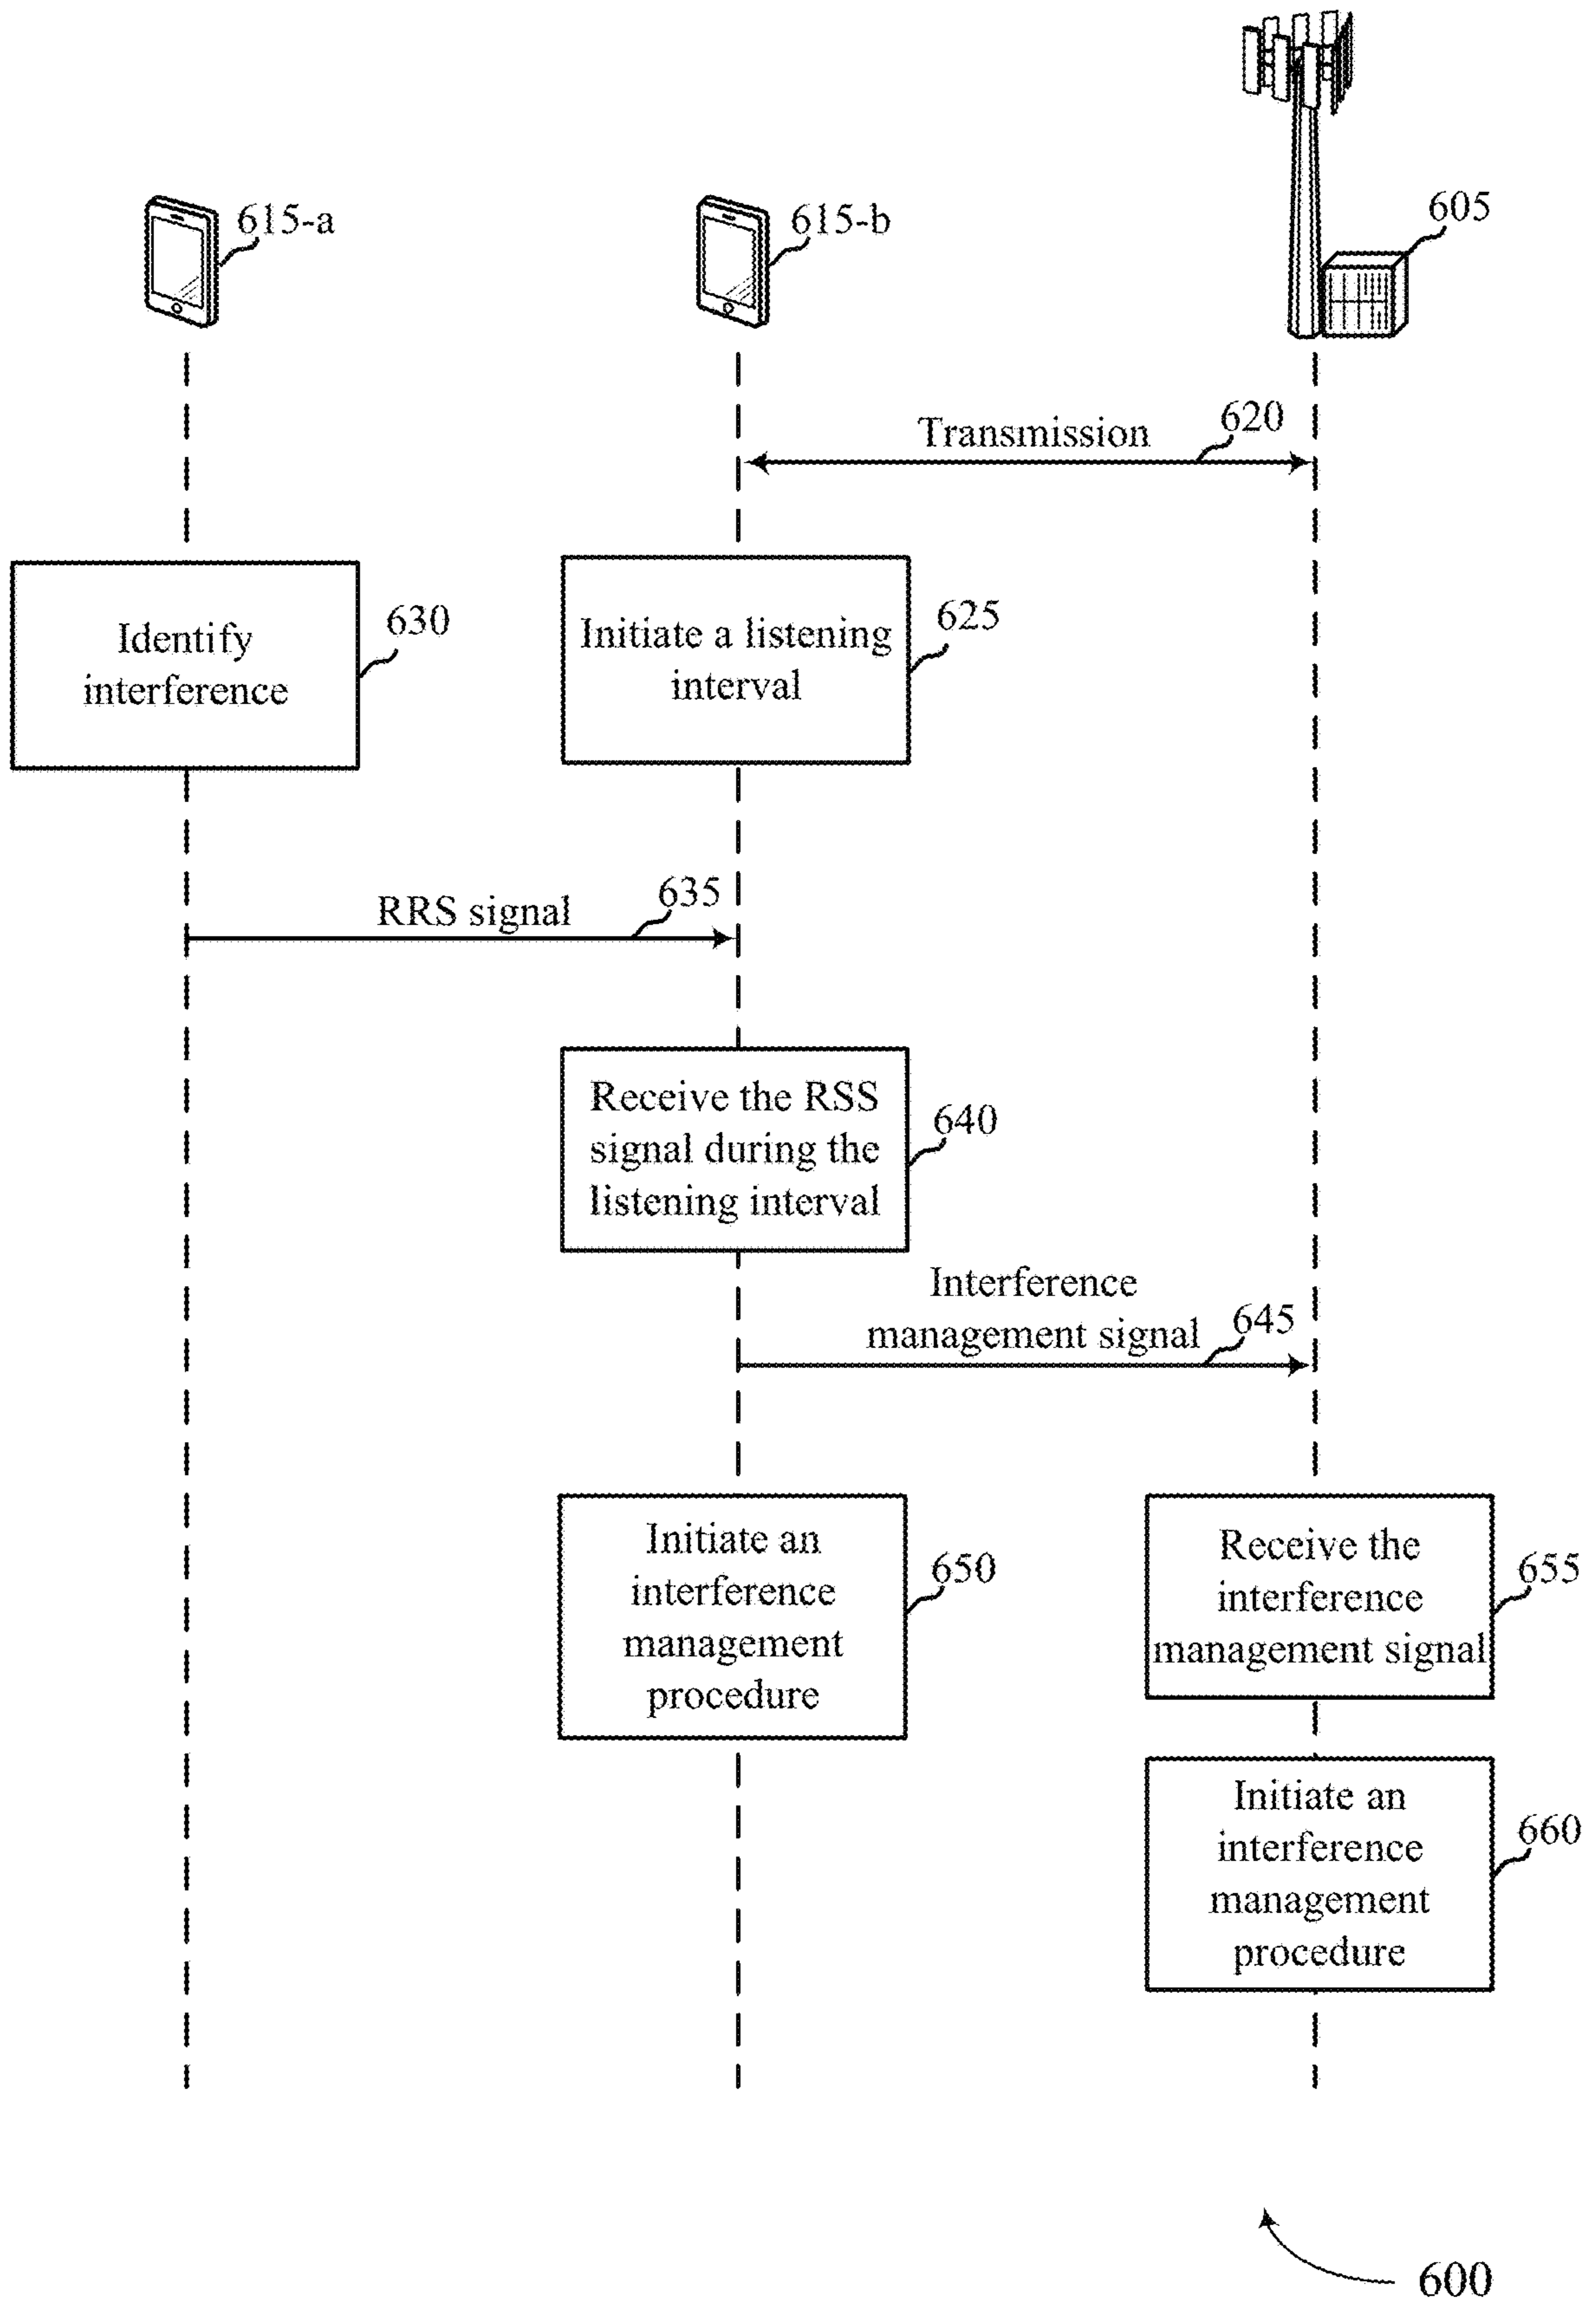 615-a
615-b
605
Transmission
620
Identify
interference
630
Initiate a listening
interval
625
RRS signal
635
Receive the RSS
signal during the
listening interval
640
Interference
management signal
645
Initiate an
interference
management
procedure
650
Receive the
interference
management signal
655
Initiate an
interference
management
procedure
660
600